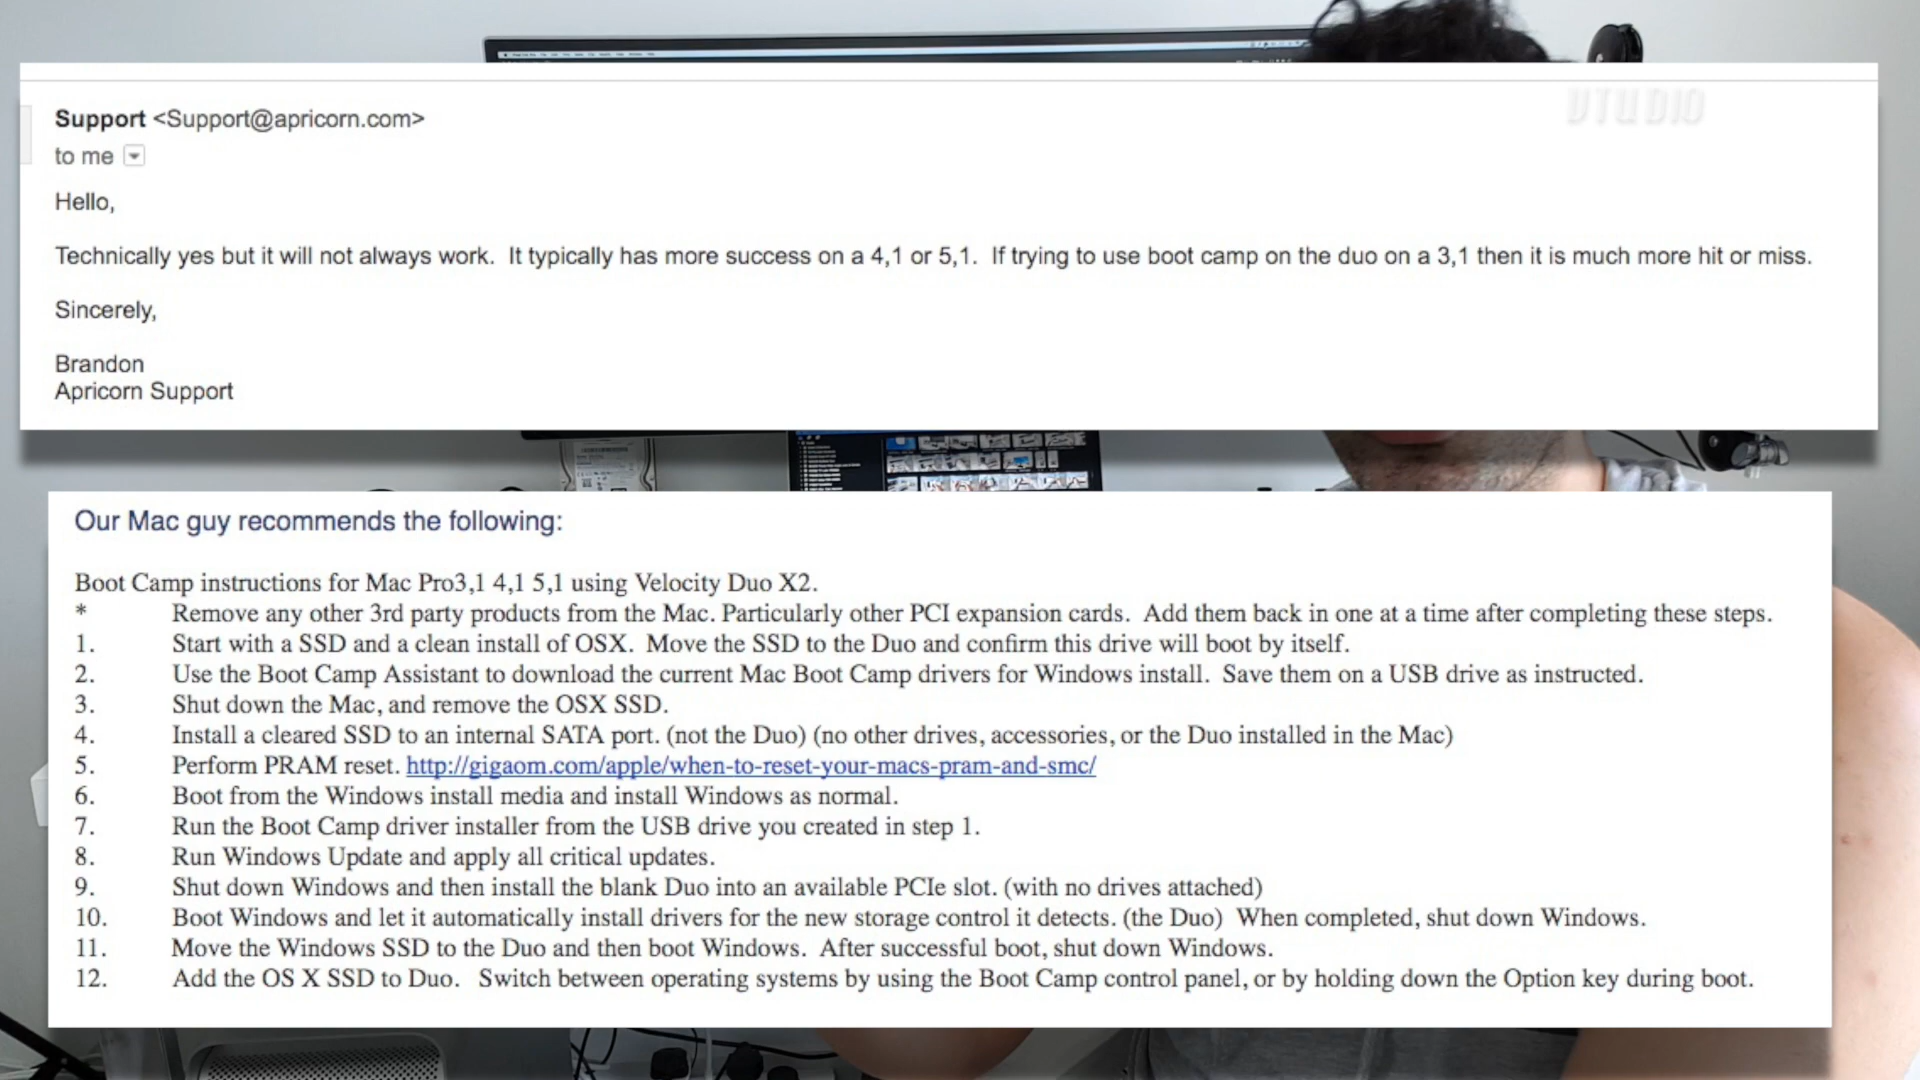 Support <Support@apricorn.com>
to me
Hello,
Technically yes but it will not always work.  It typically has more success on a 4,1 or 5,1.  If trying to use boot camp on the duo on a 3,1 then it is much more hit or miss.
Sincerely,
Brandon
Apricorn Support
Our Mac guy recommends the following:
Boot Camp instructions for Mac Pro3,1 4,1 5,1 using Velocity Duo X2.
* Remove any other 3rd party products from the Mac. Particularly other PCI expansion cards.  Add them back in one at a time after completing these steps.
1. Start with a SSD and a clean install of OSX.  Move the SSD to the Duo and confirm this drive will boot by itself.
2. Use the Boot Camp Assistant to download the current Mac Boot Camp drivers for Windows install.  Save them on a USB drive as instructed.
3. Shut down the Mac, and remove the OSX SSD.
4. Install a cleared SSD to an internal SATA port. (not the Duo) (no other drives, accessories, or the Duo installed in the Mac)
5. Perform PRAM reset. http://gigaom.com/apple/when-to-reset-your-macs-pram-and-smc/
6. Boot from the Windows install media and install Windows as normal.
7. Run the Boot Camp driver installer from the USB drive you created in step 1.
8. Run Windows Update and apply all critical updates.
9. Shut down Windows and then install the blank Duo into an available PCIe slot. (with no drives attached)
10. Boot Windows and let it automatically install drivers for the new storage control it detects. (the Duo)  When completed, shut down Windows.
11. Move the Windows SSD to the Duo and then boot Windows.  After successful boot, shut down Windows.
12. Add the OS X SSD to Duo.   Switch between operating systems by using the Boot Camp control panel, or by holding down the Option key during boot.